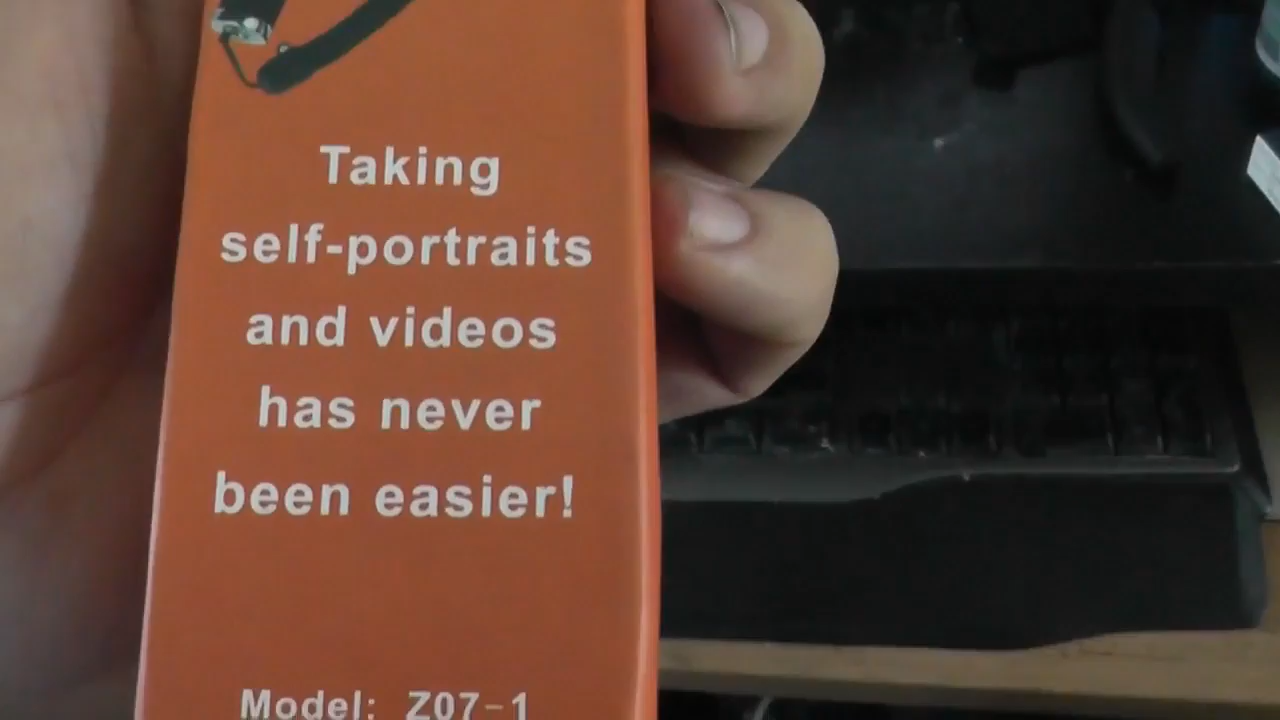 Taking
self-portraits
and videos
has never
been easier!
Model: Z07-1